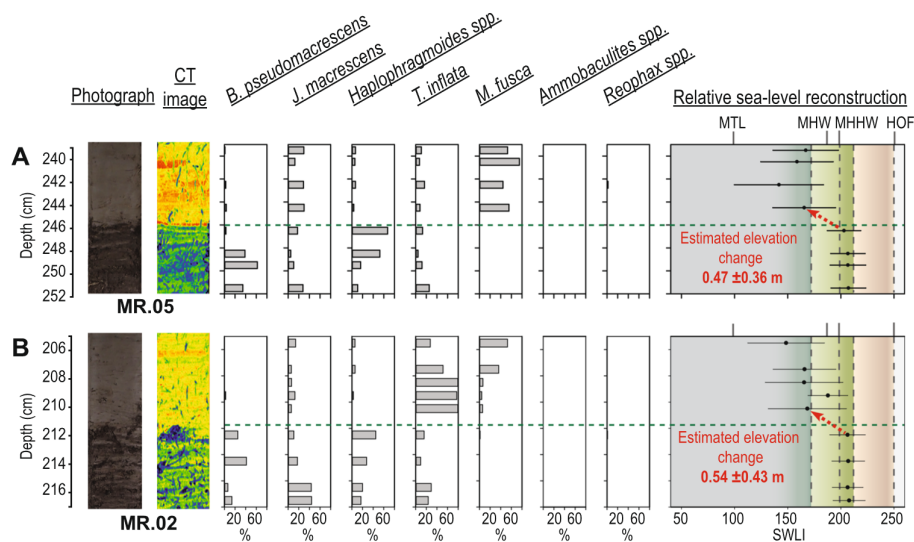 Photograph
CT
image
B. pseudomacrescens
J. macrescens
Haplophragmoides spp.
T. inflata
M. fusca
Ammobaculites spp.
Reophax spp.
Relative sea-level reconstruction
MTL MHW MHHW HOF
A
Depth (cm)
240
242
244
246
248
250
252
MR.05
Estimated elevation
change
0.47 ±0.36 m
B
Depth (cm)
206
208
210
212
214
216
MR.02
Estimated elevation
change
0.54 ±0.43 m
20 60 20 60 20 60 20 60 20 60 20 60 20 60
% % % % % % %
50 100 150 200 250
SWLI